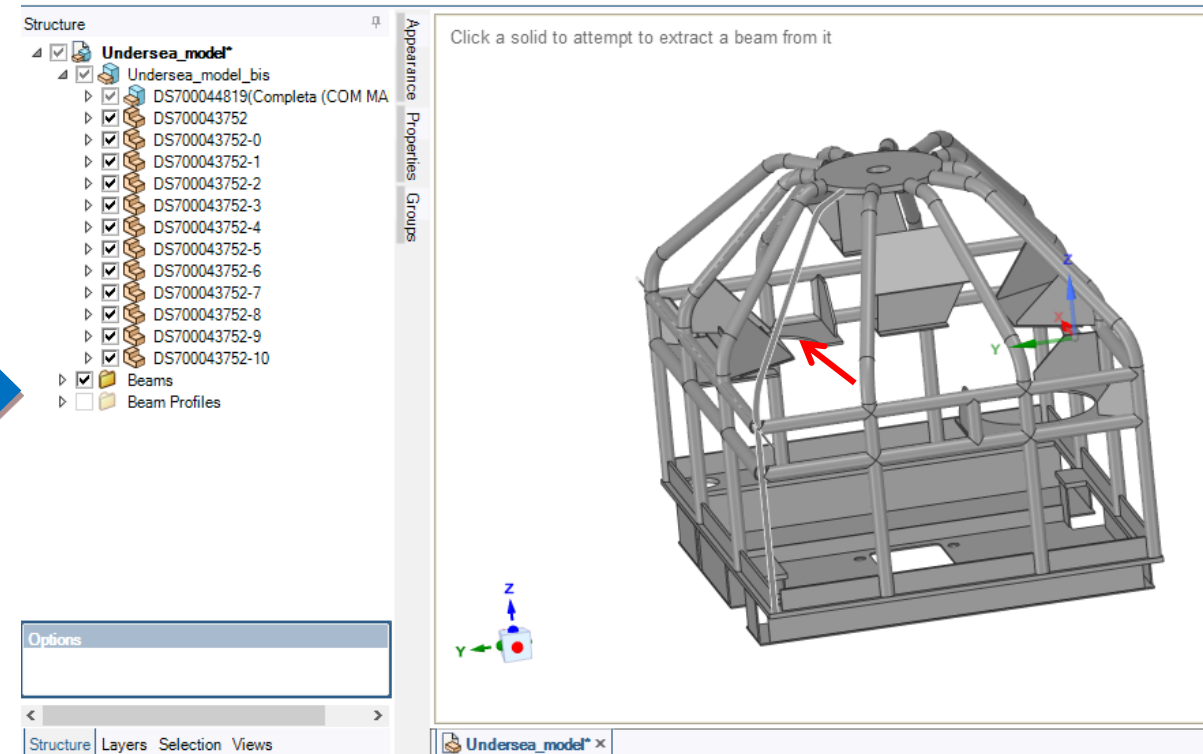 Structure
Undersea_model*
Undersea_model_bis
DS700044819(Completa (COM MA
DS700043752
DS700043752-0
DS700043752-1
DS700043752-2
DS700043752-3
DS700043752-4
DS700043752-5
DS700043752-6
DS700043752-7
DS700043752-8
DS700043752-9
DS700043752-10
Beams
Beam Profiles
Options
Structure Layers Selection Views
Appearance
Properties
Groups
Click a solid to attempt to extract a beam from it
Z
X
Y
Z
Y
Undersea_model* ×